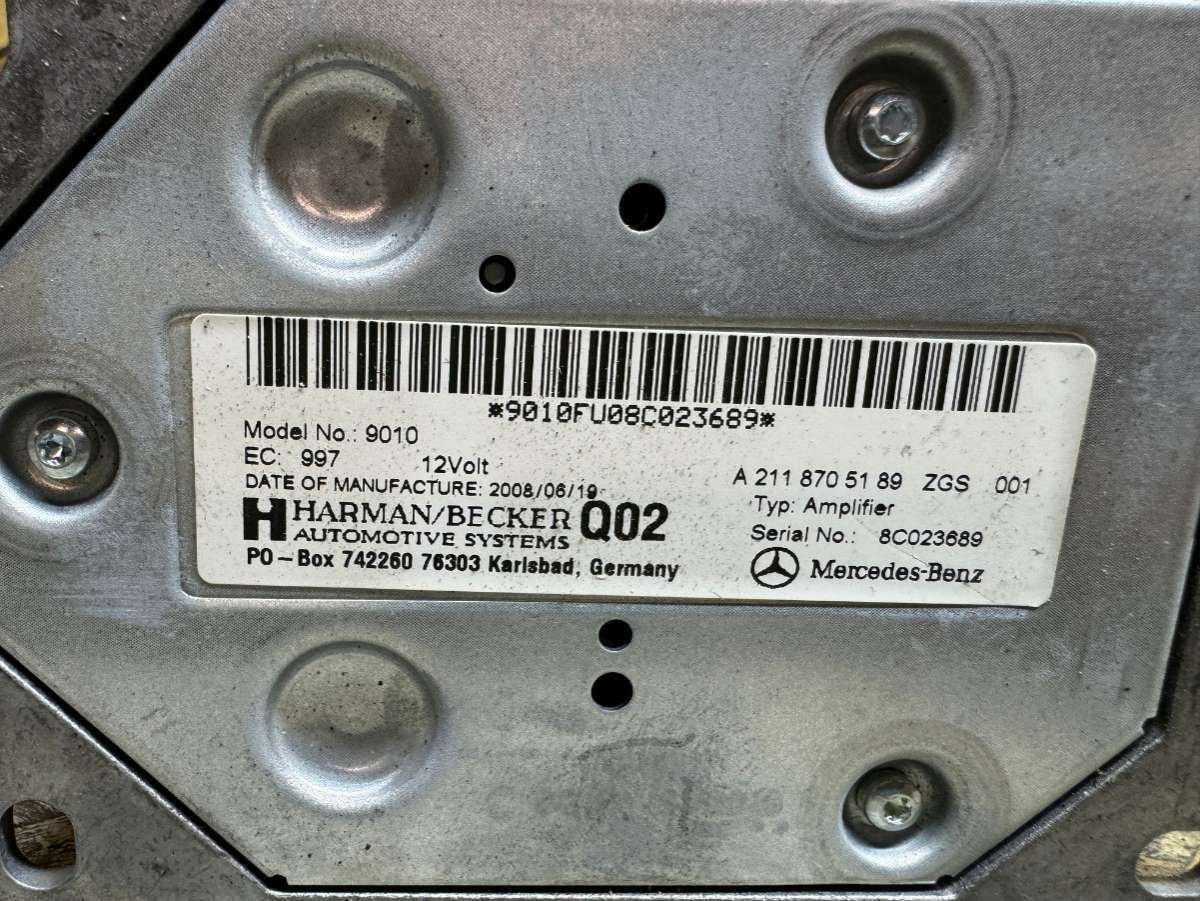 *9010FU08C023689*
Model No.: 9010
EC: 997 12Volt
DATE OF MANUFACTURE: 2008/06/19
HARMAN/BECKER Q02
AUTOMOTIVE SYSTEMS
PO-Box 742260 76303 Karlsbad, Germany
A 211 870 51 89 ZGS 001
Typ: Amplifier
Serial No.: 8C023689
Mercedes-Benz